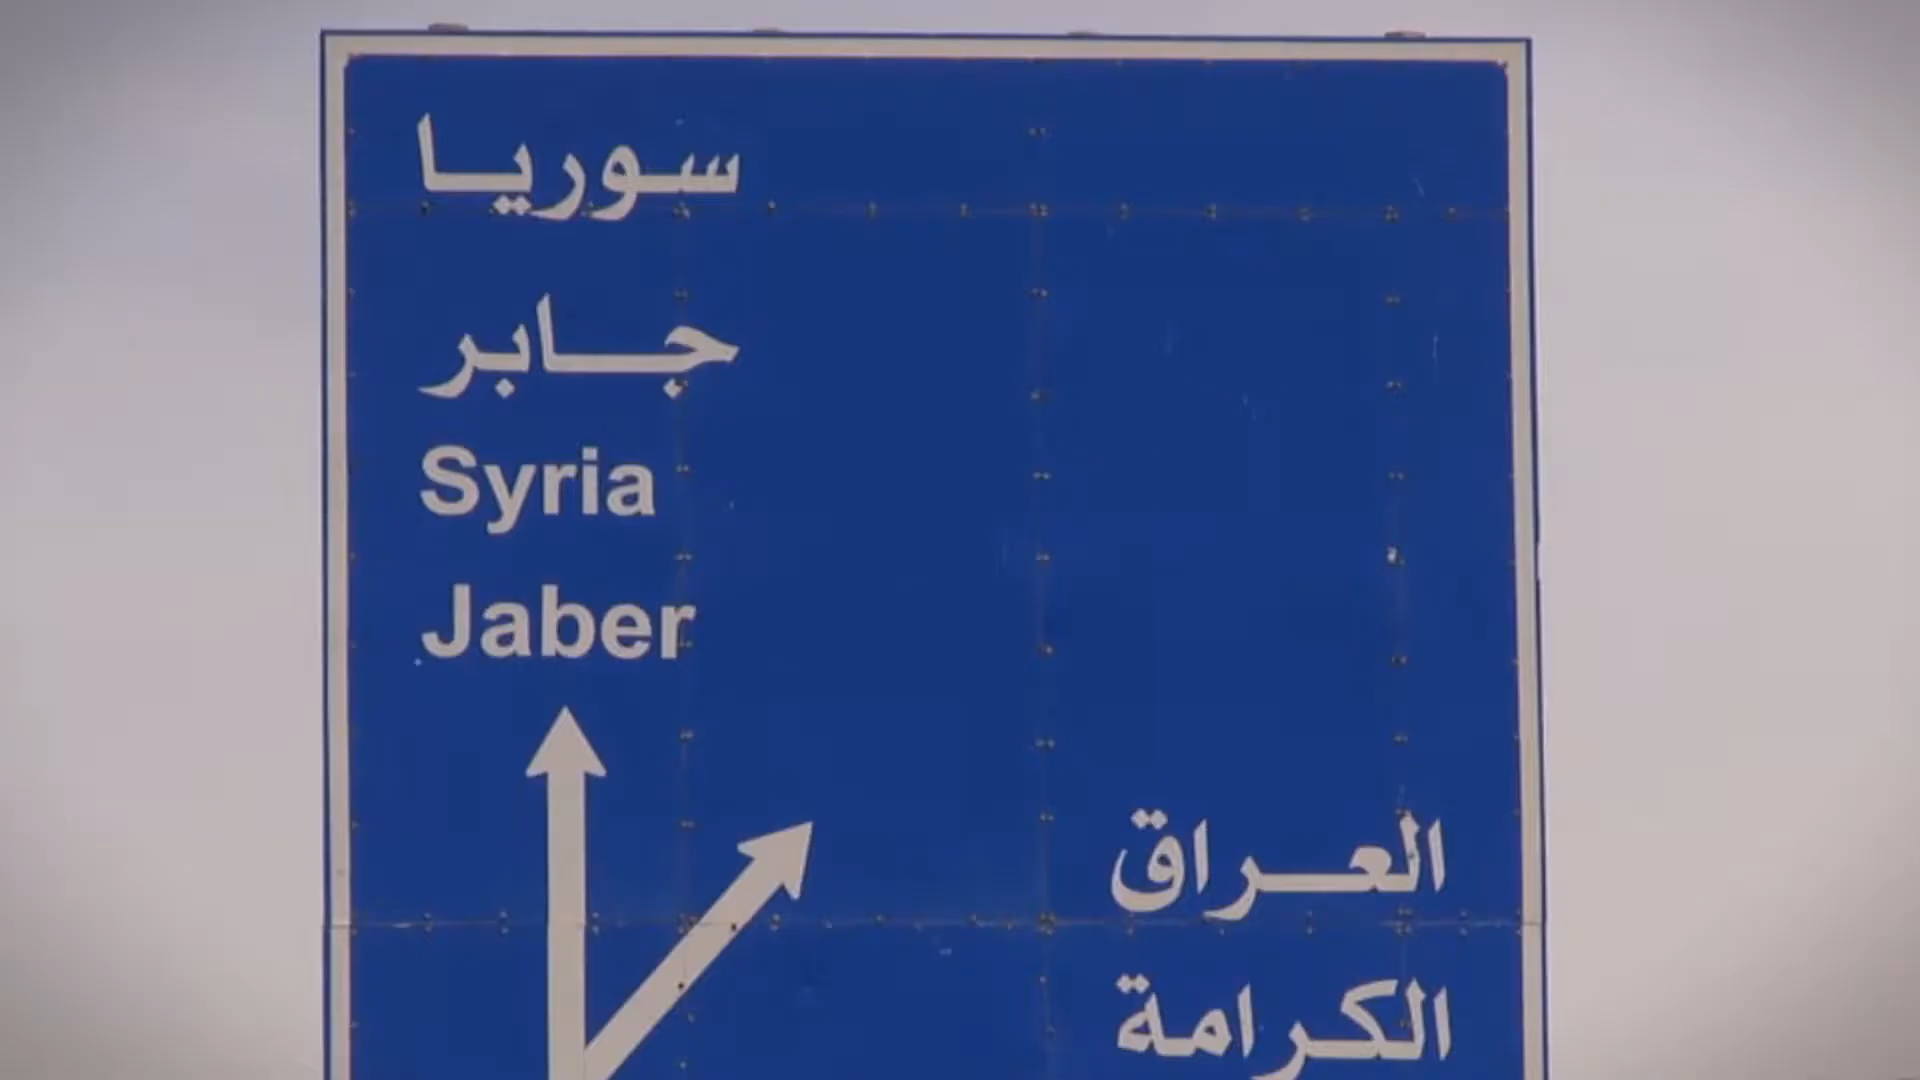 سوريا
جابر
Syria
Jaber
العراق
الكرامة